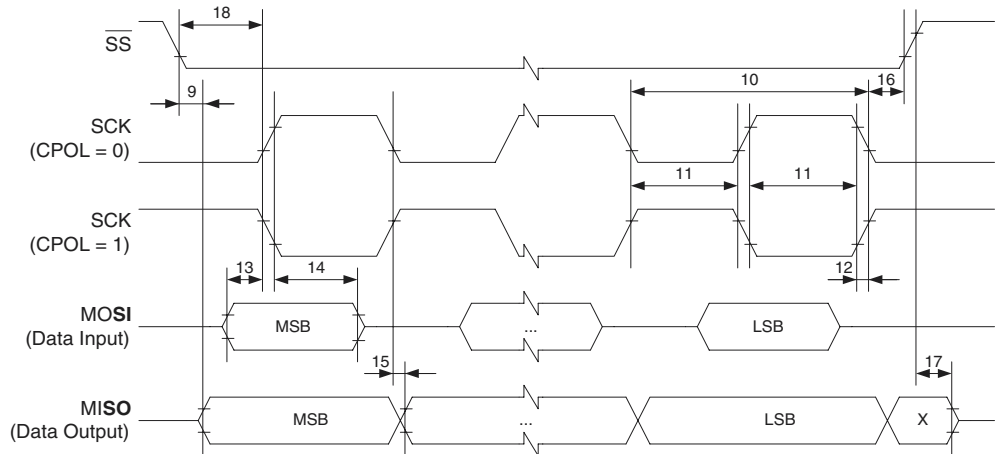 18
SS
10
16
9
SCK
(CPOL = 0)
11
11
SCK
(CPOL = 1)
12
13
14
MOSI
(Data Input)
MSB
...
LSB
15
17
MISO
(Data Output)
MSB
...
LSB
X